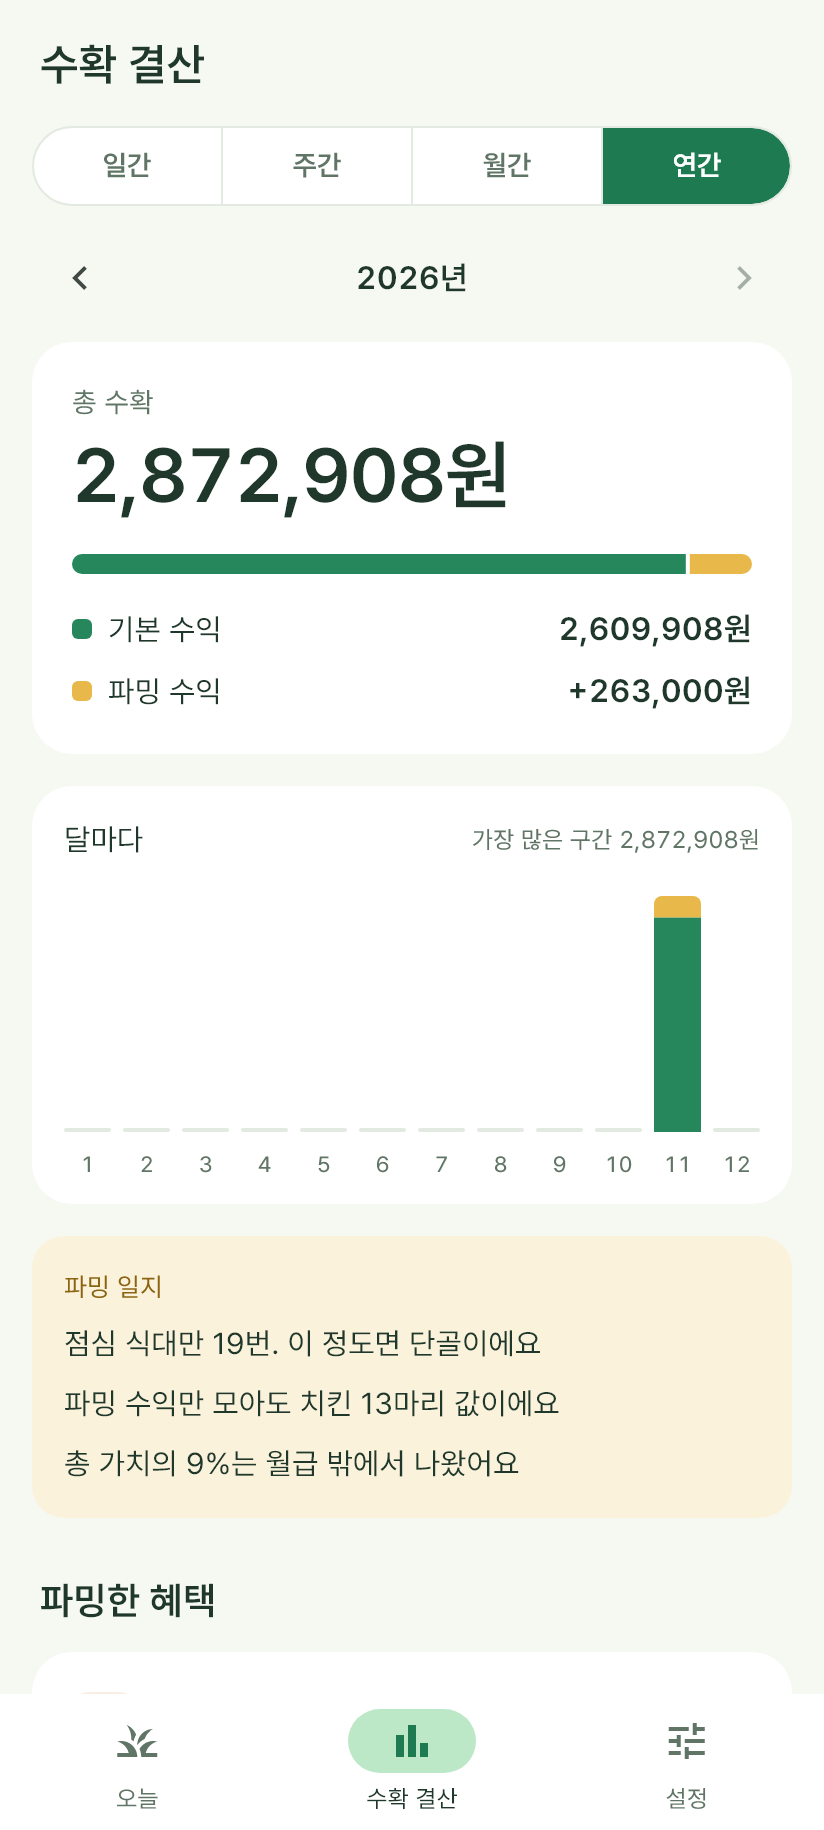 수확 결산
일간 주간 월간 연간
2026년
총 수확
2,872,908원
기본 수익 2,609,908원
파밍 수익 +263,000원
달마다 가장 많은 구간 2,872,908원
1 2 3 4 5 6 7 8 9 10 11 12
파밍 일지
점심 식대만 19번. 이 정도면 단골이에요
파밍 수익만 모아도 치킨 13마리 값이에요
총 가치의 9%는 월급 밖에서 나왔어요
파밍한 혜택
오늘 수확 결산 설정